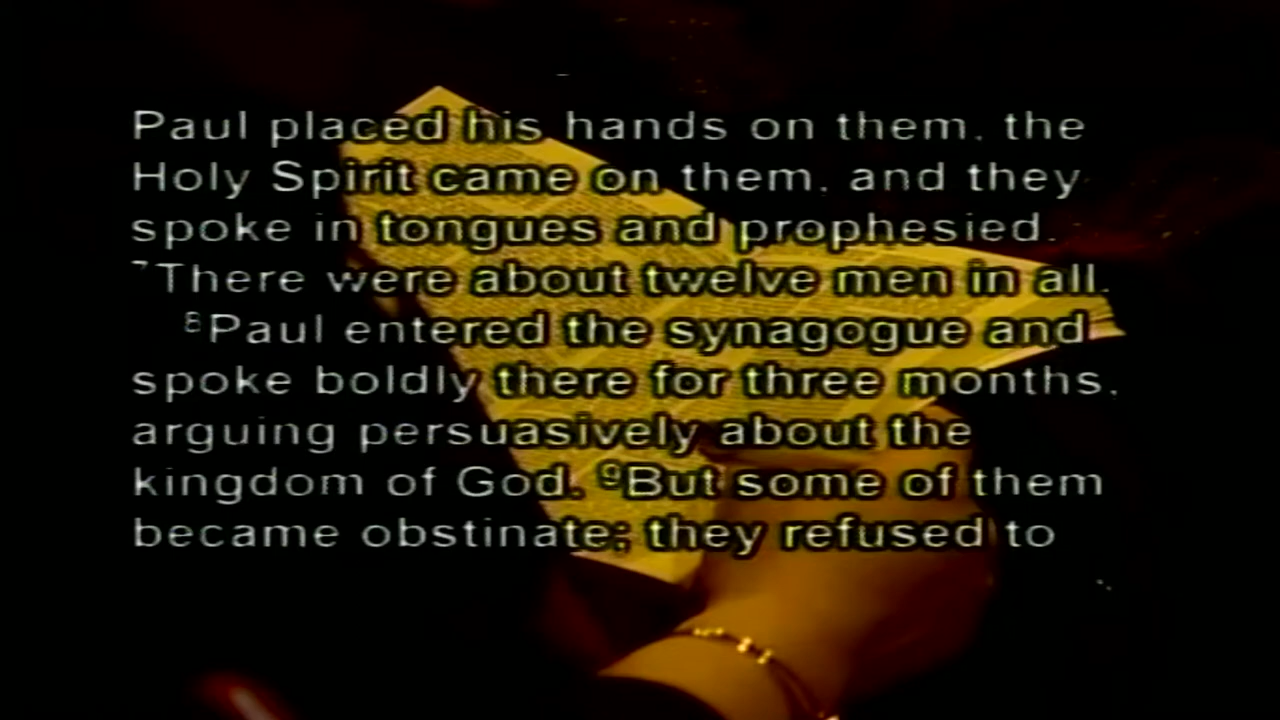 Paul placed his hands on them, the
Holy Spirit came on them, and they
spoke in tongues and prophesied.
⁷There were about twelve men in all.
⁸Paul entered the synagogue and
spoke boldly there for three months,
arguing persuasively about the
kingdom of God. ⁹But some of them
became obstinate; they refused to